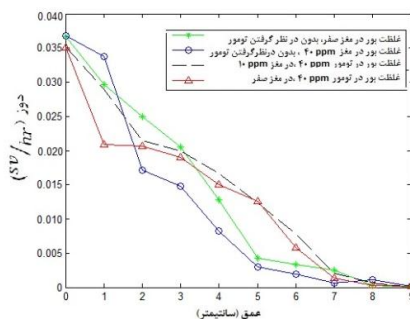 0.040
0.035
0.030
0.025
0.020
0.015
0.010
0.005
0
دوز (sv/hr)
غلظت بور در مغز صفر، بدون در نظر گرفتن تومور
غلظت بور در مغز ۴۰ ppm ، بدون درنظرگرفتن تومور
غلظت بور در تومور ۴۰ ppm ،در مغز ۱۰ ppm
غلظت بور در تومور ۴۰ ppm ،در مغز صفر
0 1 2 3 4 5 6 7 8
عمق (سانتیمتر)